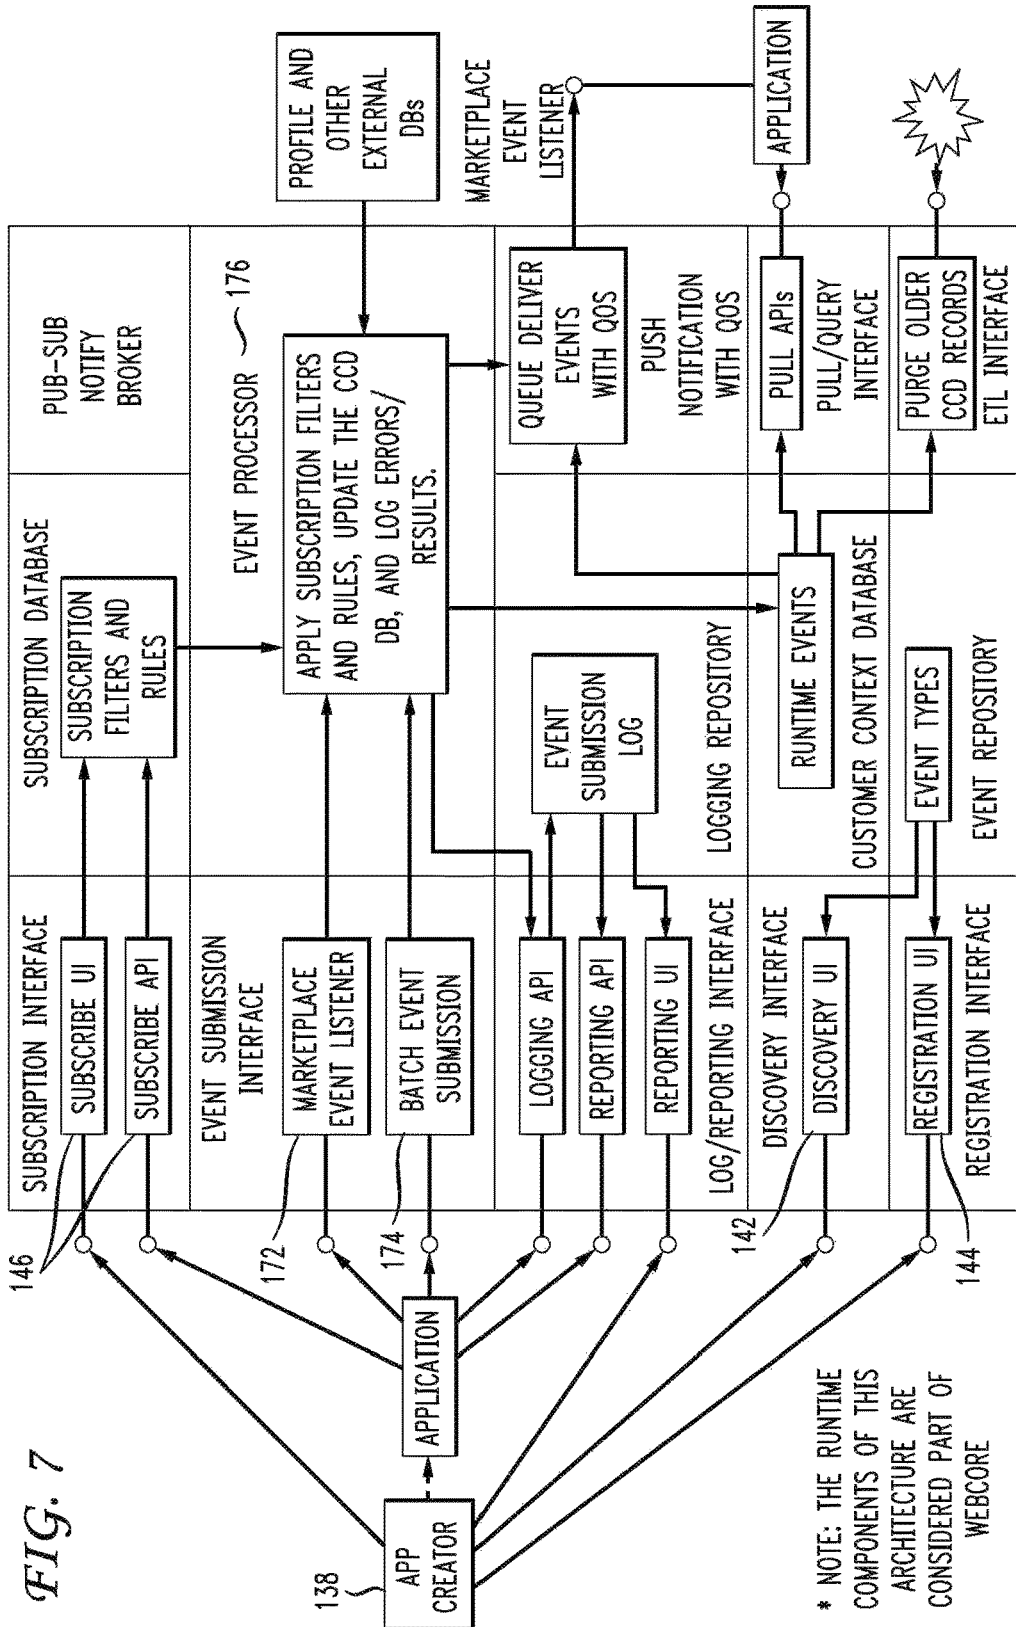 FIG. 7
SUBSCRIPTION INTERFACE
SUBSCRIBE UI
SUBSCRIBE API
146
SUBSCRIPTION DATABASE
SUBSCRIPTION
FILTERS AND
RULES
PUB-SUB
NOTIFY
BROKER
EVENT SUBMISSION
INTERFACE
MARKETPLACE
EVENT LISTENER
172
BATCH EVENT
SUBMISSION
174
EVENT PROCESSOR
176
APPLY SUBSCRIPTION FILTERS
AND RULES, UPDATE THE CCD
DB, AND LOG ERRORS/
RESULTS.
PROFILE AND
OTHER
EXTERNAL
DBs
APP
CREATOR
138
APPLICATION
LOGGING API
REPORTING API
REPORTING UI
LOG/REPORTING INTERFACE
EVENT
SUBMISSION
LOG
LOGGING REPOSITORY
QUEUE DELIVER
EVENTS
WITH QOS
PUSH
NOTIFICATION
WITH QOS
MARKETPLACE
EVENT
LISTENER
APPLICATION
DISCOVERY INTERFACE
DISCOVERY UI
142
RUNTIME EVENTS
CUSTOMER CONTEXT DATABASE
PULL APIs
PULL/QUERY
INTERFACE
REGISTRATION UI
144
REGISTRATION INTERFACE
EVENT TYPES
EVENT REPOSITORY
PURGE OLDER
CCD RECORDS
ETL INTERFACE
* NOTE: THE RUNTIME
COMPONENTS OF THIS
ARCHITECTURE ARE
CONSIDERED PART OF
WEBCORE